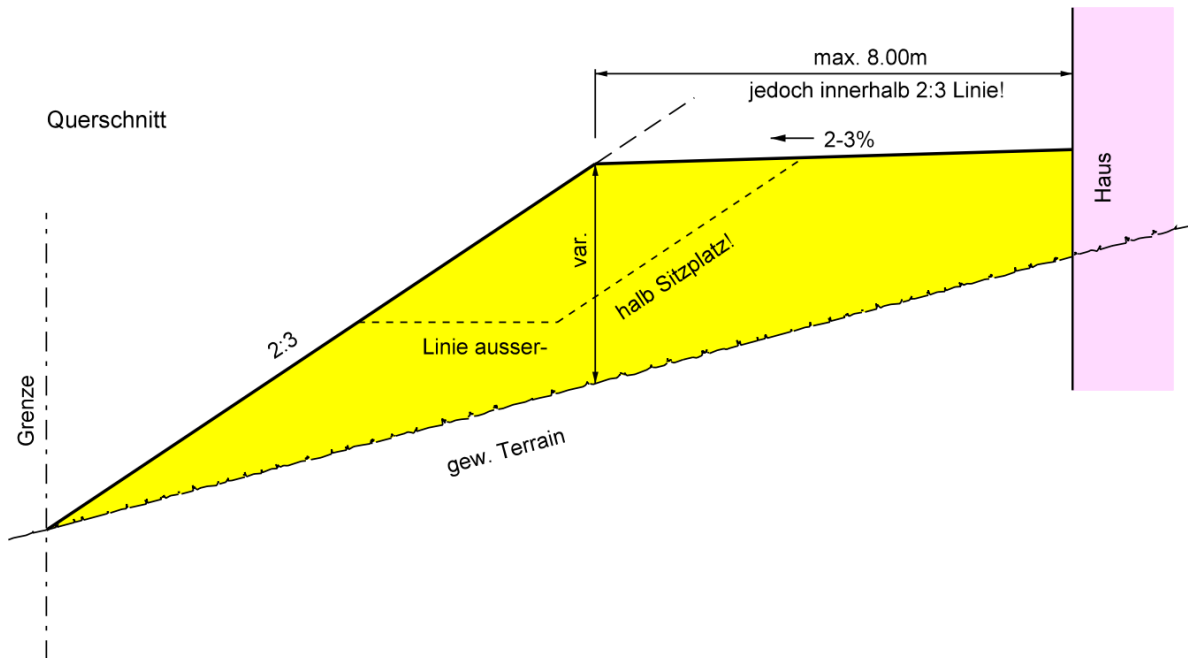 max. 8.00m
jedoch innerhalb 2:3 Linie!
Querschnitt
2-3%
Haus
var.
halb Sitzplatz!
2:3
Linie ausser-
Grenze
gew. Terrain